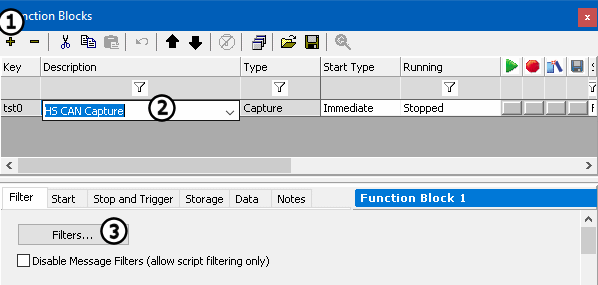 1
unction Blocks
x
Key Description Type Start Type Running
tst0 HS CAN Capture 2 Capture Immediate Stopped
Filter Start Stop and Trigger Storage Data Notes Function Block 1
Filters... 3
Disable Message Filters (allow script filtering only)